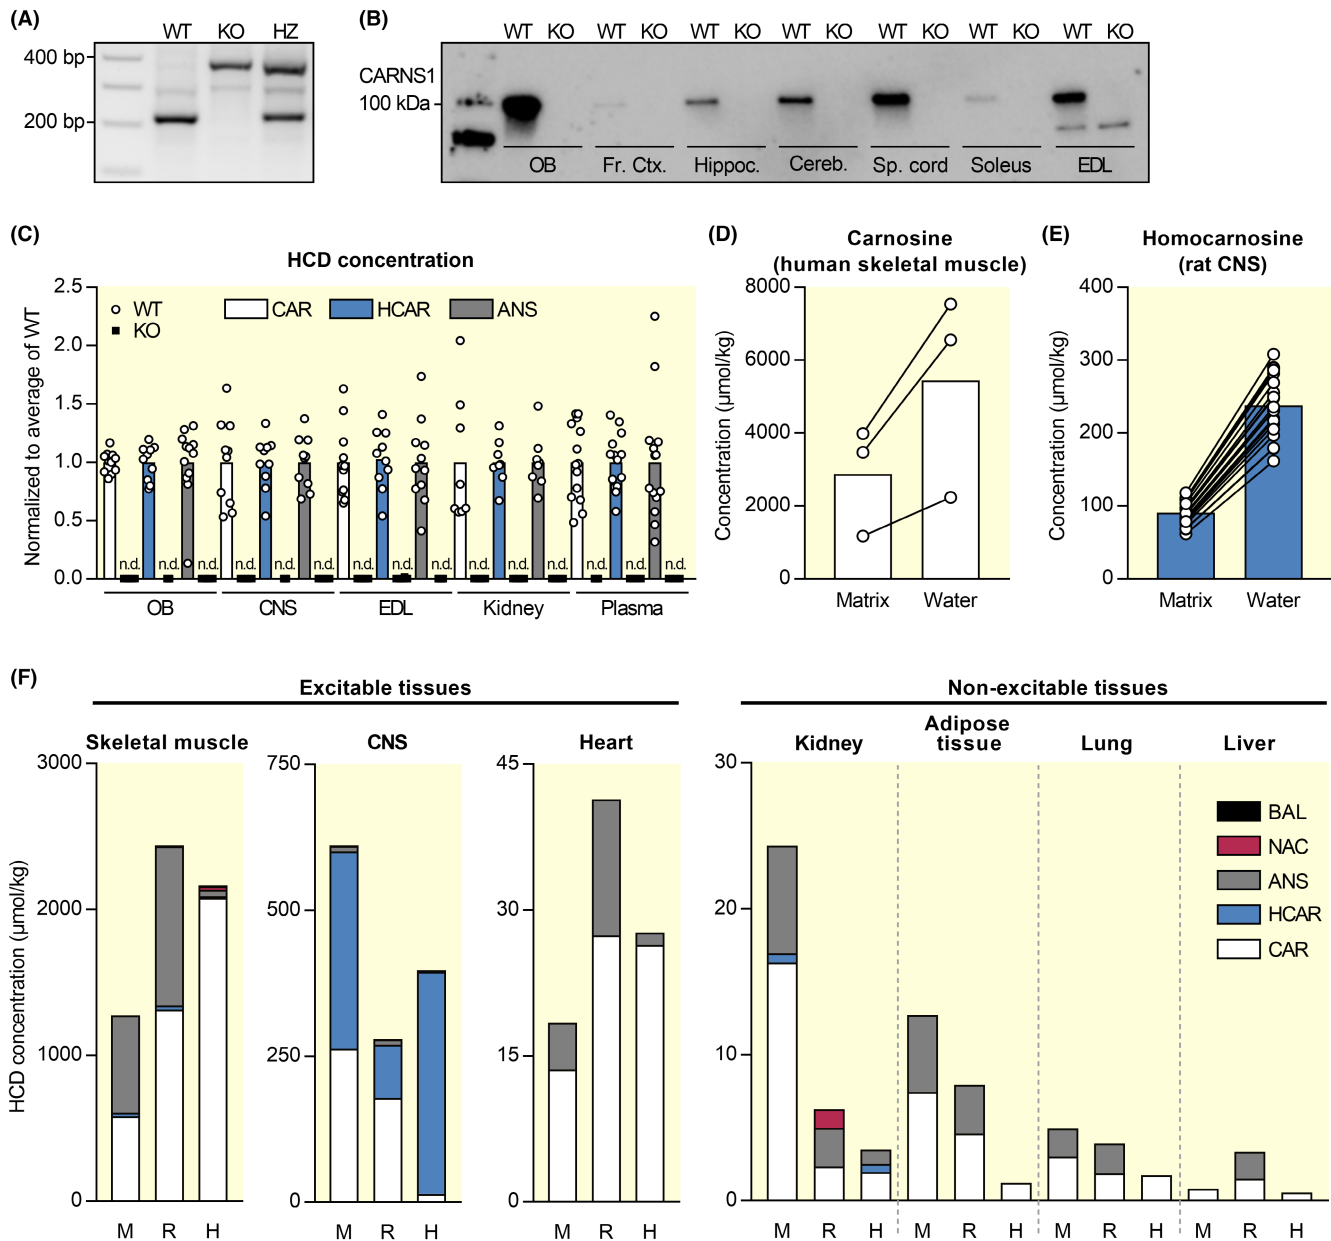 (A)
WT KO HZ
400 bp
200 bp
(B)
WT KO WT KO WT KO WT KO WT KO WT KO WT KO
CARNS1
100 kDa
OB Fr. Ctx. Hippoc. Cereb. Sp. cord Soleus EDL
(C)
HCD concentration
Normalized to average of WT
2.5
2.0
1.5
1.0
0.5
0.0
WT
KO
CAR HCAR ANS
n.d. n.d. n.d. n.d. n.d. n.d. n.d. n.d. n.d. n.d. n.d. n.d. n.d. n.d. n.d.
OB CNS EDL Kidney Plasma
(D)
Carnosine
(human skeletal muscle)
Concentration (μmol/kg)
8000
6000
4000
2000
0
Matrix Water
(E)
Homocarnosine
(rat CNS)
Concentration (μmol/kg)
400
300
200
100
0
Matrix Water
(F)
Excitable tissues
Non-excitable tissues
HCD concentration (μmol/kg)
Skeletal muscle
3000
2000
1000
0
M R H
CNS
750
500
250
0
M R H
Heart
45
30
15
0
M R H
Kidney
Adipose
tissue
Lung
Liver
30
20
10
0
M R H M R H M R H M R H
BAL
NAC
ANS
HCAR
CAR